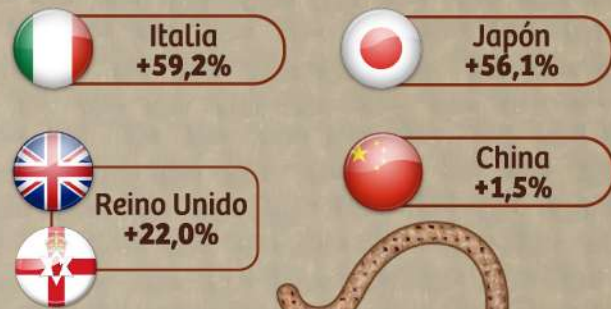 Italia
+59,2%
Japón
+56,1%
Reino Unido
+22,0%
China
+1,5%